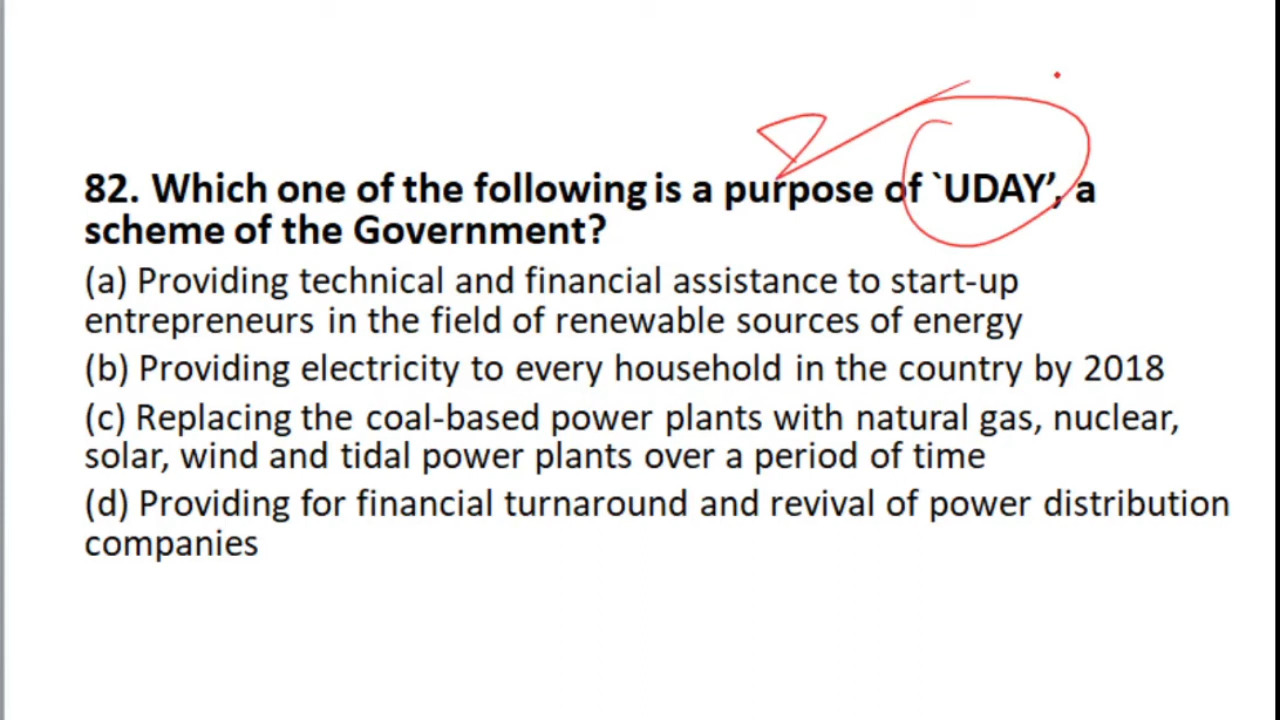 82. Which one of the following is a purpose of `UDAY’, a
scheme of the Government?
(a) Providing technical and financial assistance to start-up
entrepreneurs in the field of renewable sources of energy
(b) Providing electricity to every household in the country by 2018
(c) Replacing the coal-based power plants with natural gas, nuclear,
solar, wind and tidal power plants over a period of time
(d) Providing for financial turnaround and revival of power distribution
companies